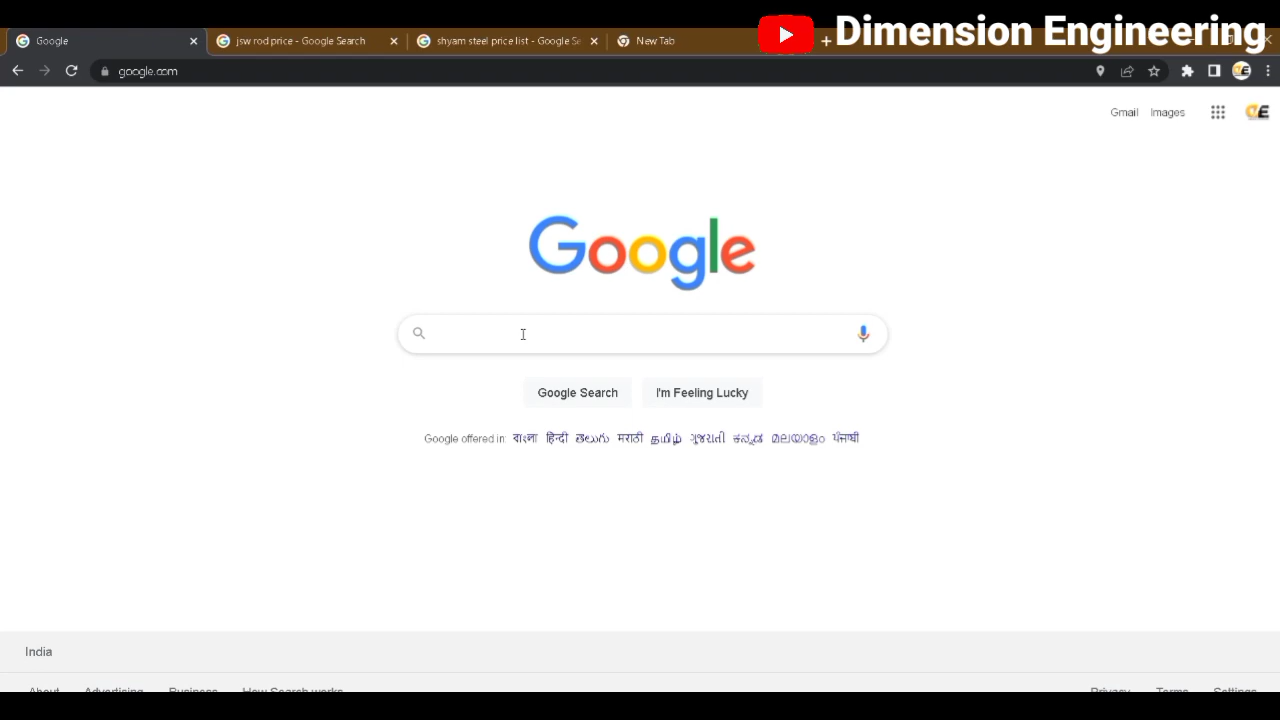 Dimension Engineering
Google
jsw rod price - Google Search
shyam steel price list - Google Se
New Tab
google.com
Gmail
Images
Google
Google Search
I'm Feeling Lucky
Google offered in: বাংলা हिन्दी తెలుగు मराठी தமிழ் ગુજરાતી ಕನ್ನಡ മലയാളം ਪੰਜਾਬੀ
India
About Advertising Business How Search works Privacy Terms Settings